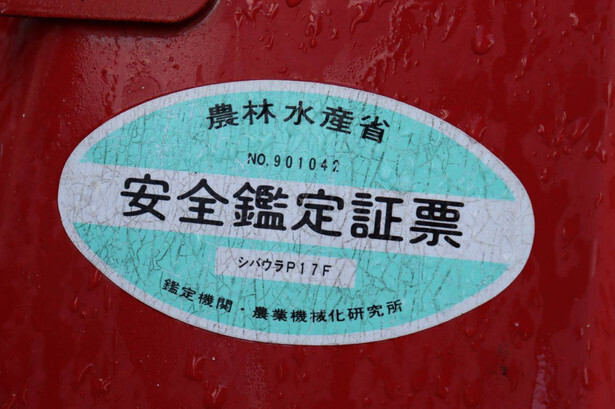 農林水産省
NO.901042
安全鑑定証票
シバウラP17F
鑑定機関・農業機械化研究所